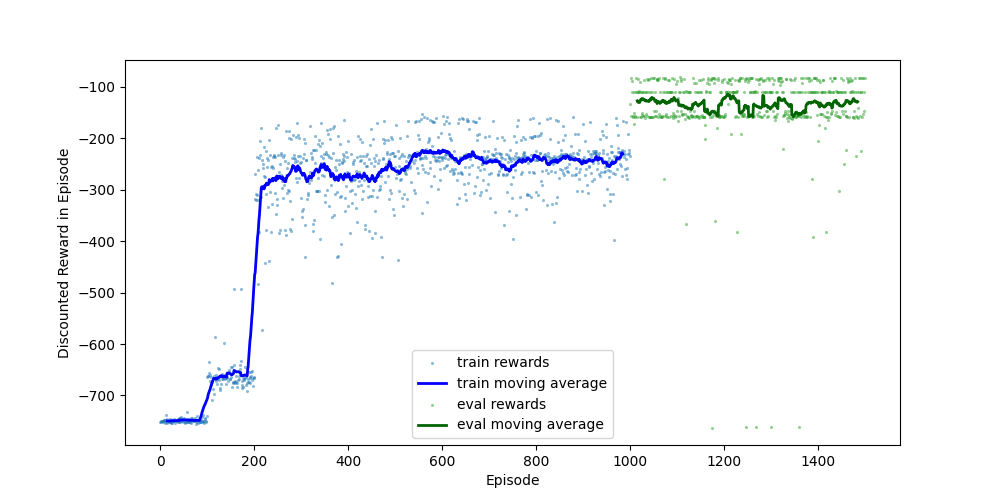 −100
−200
−300
−400
−500
−600
−700
Discounted Reward in Episode
train rewards
train moving average
eval rewards
eval moving average
0 200 400 600 800 1000 1200 1400
Episode